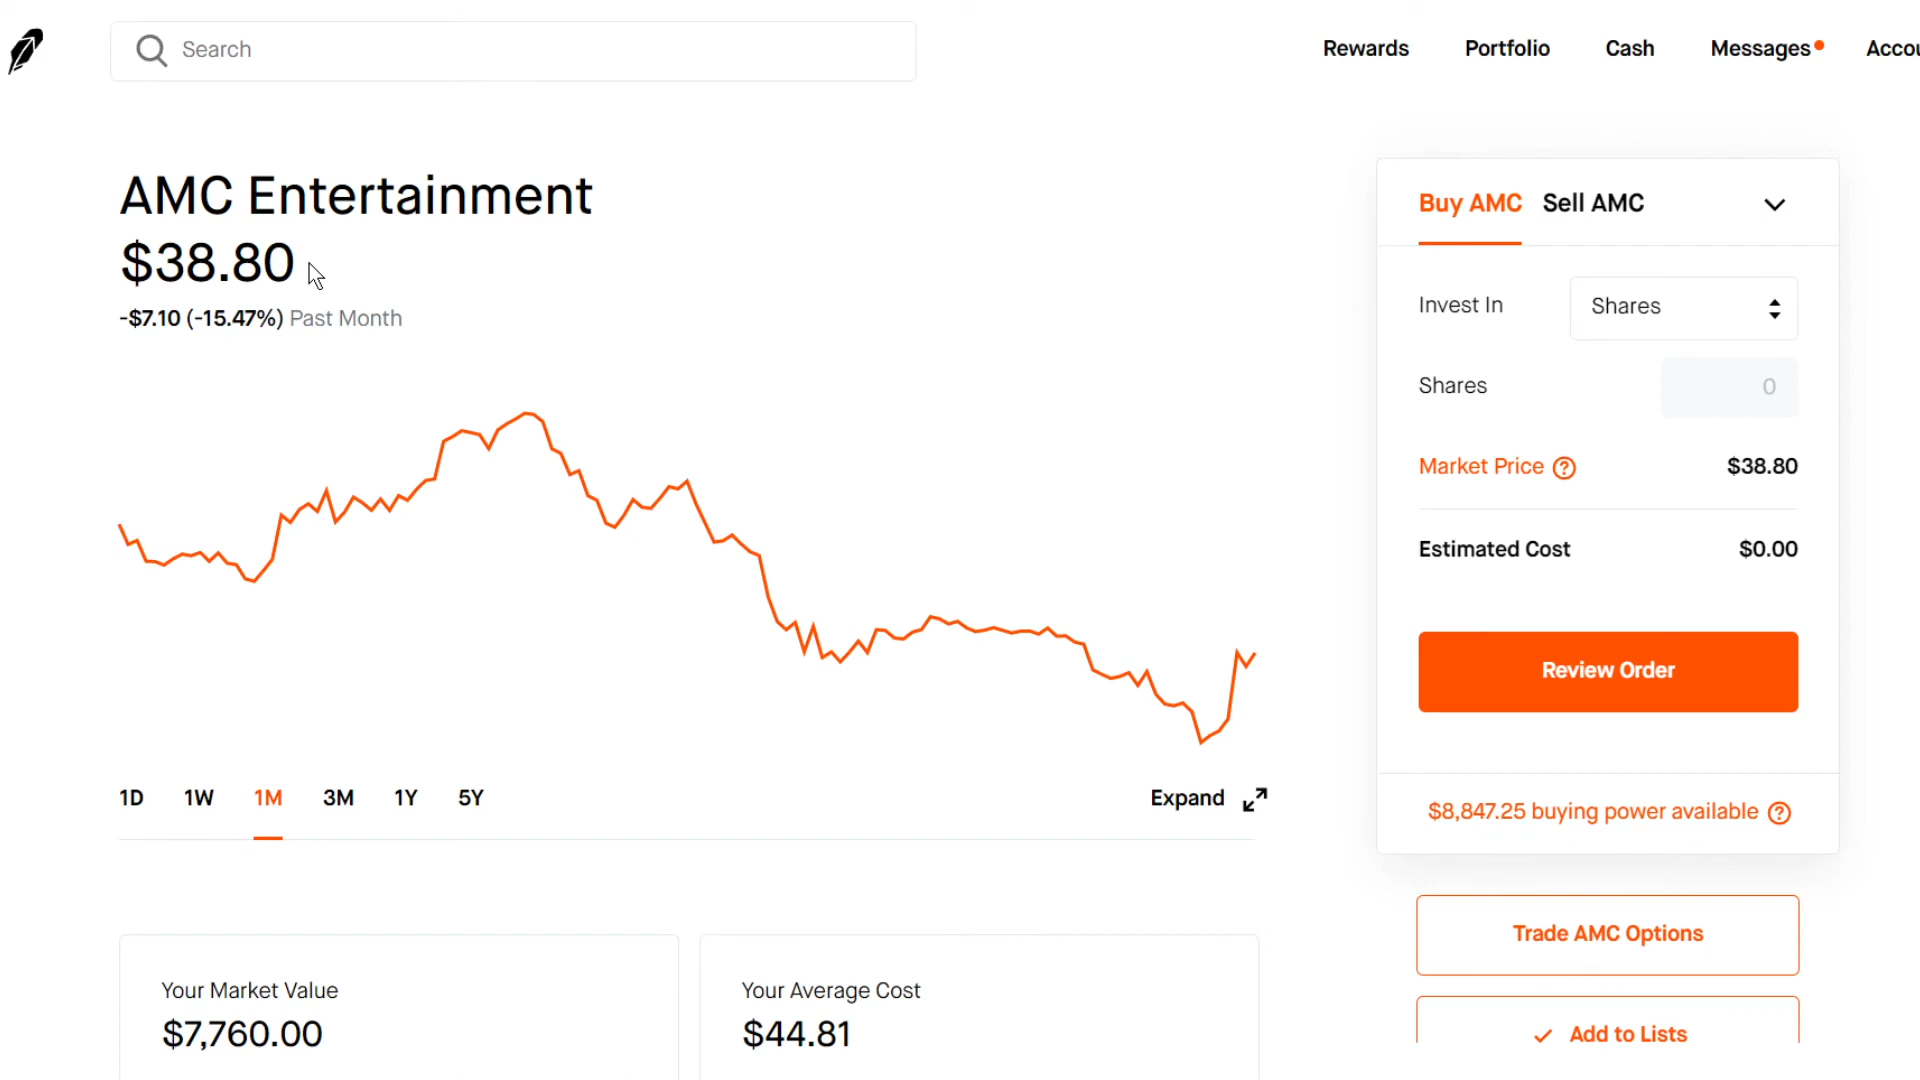 Search
Rewards
Portfolio
Cash
Messages
Accou
AMC Entertainment
$38.80
-$7.10 (-15.47%) Past Month
1D
1W
1M
3M
1Y
5Y
Expand
Your Market Value
$7,760.00
Your Average Cost
$44.81
Buy AMC
Sell AMC
Invest In
Shares
Shares
0
Market Price ?
$38.80
Estimated Cost
$0.00
Review Order
$8,847.25 buying power available ?
Trade AMC Options
Add to Lists